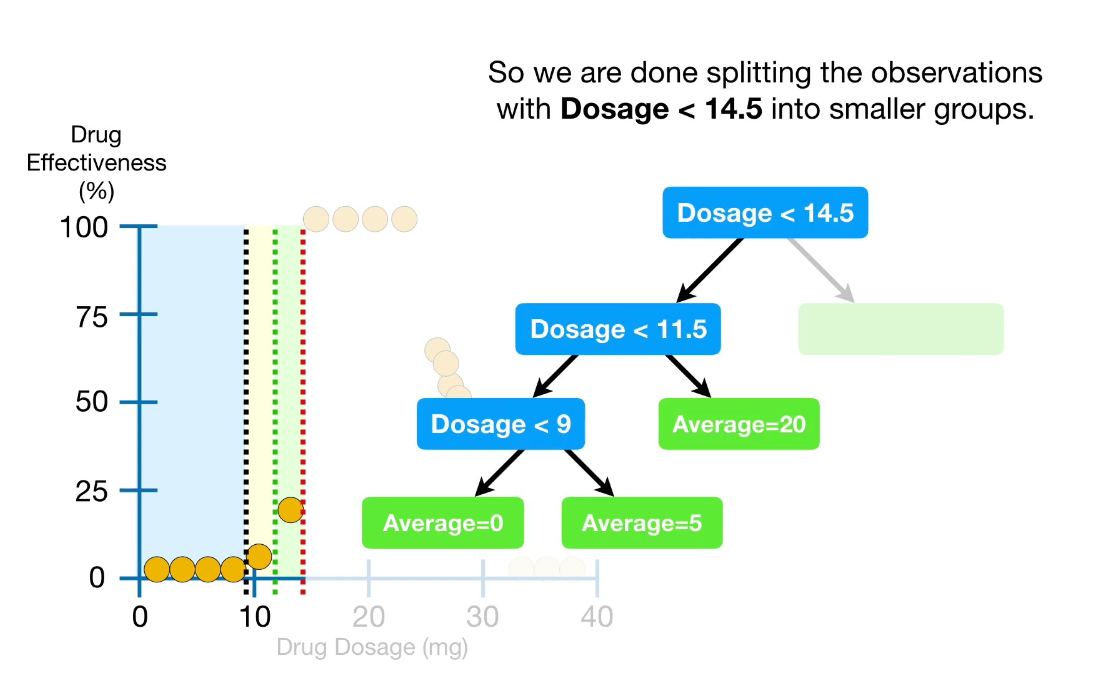 So we are done splitting the observations
with Dosage < 14.5 into smaller groups.
Drug
Effectiveness
(%)
100
75
50
25
0
0
10
20
30
40
Drug Dosage (mg)
Dosage < 14.5
Dosage < 11.5
Dosage < 9
Average=20
Average=0
Average=5